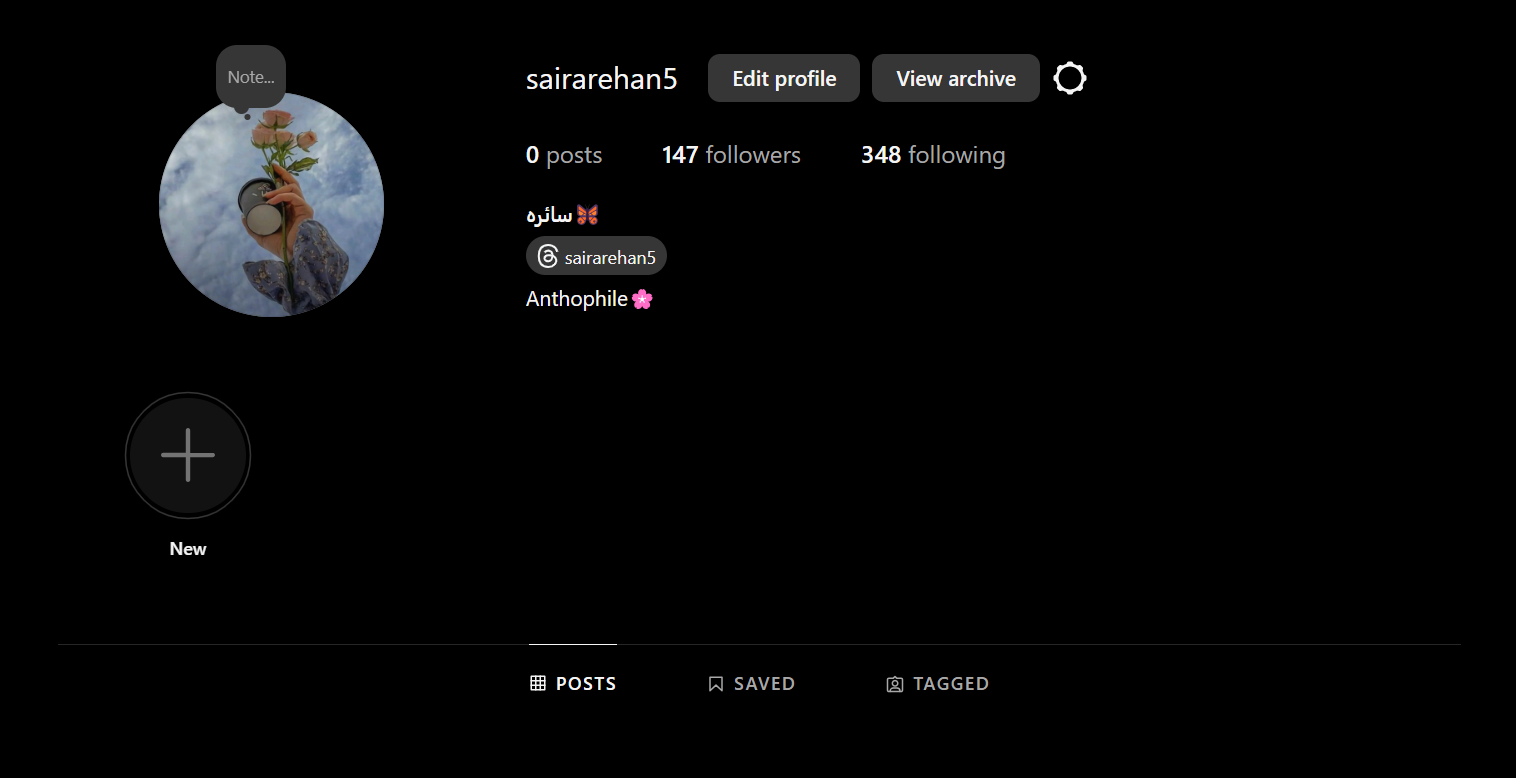 Note...
sairarehan5 Edit profile View archive
0 posts 147 followers 348 following
سائرہ🦋
sairarehan5
Anthophile🌸
New
POSTS SAVED TAGGED